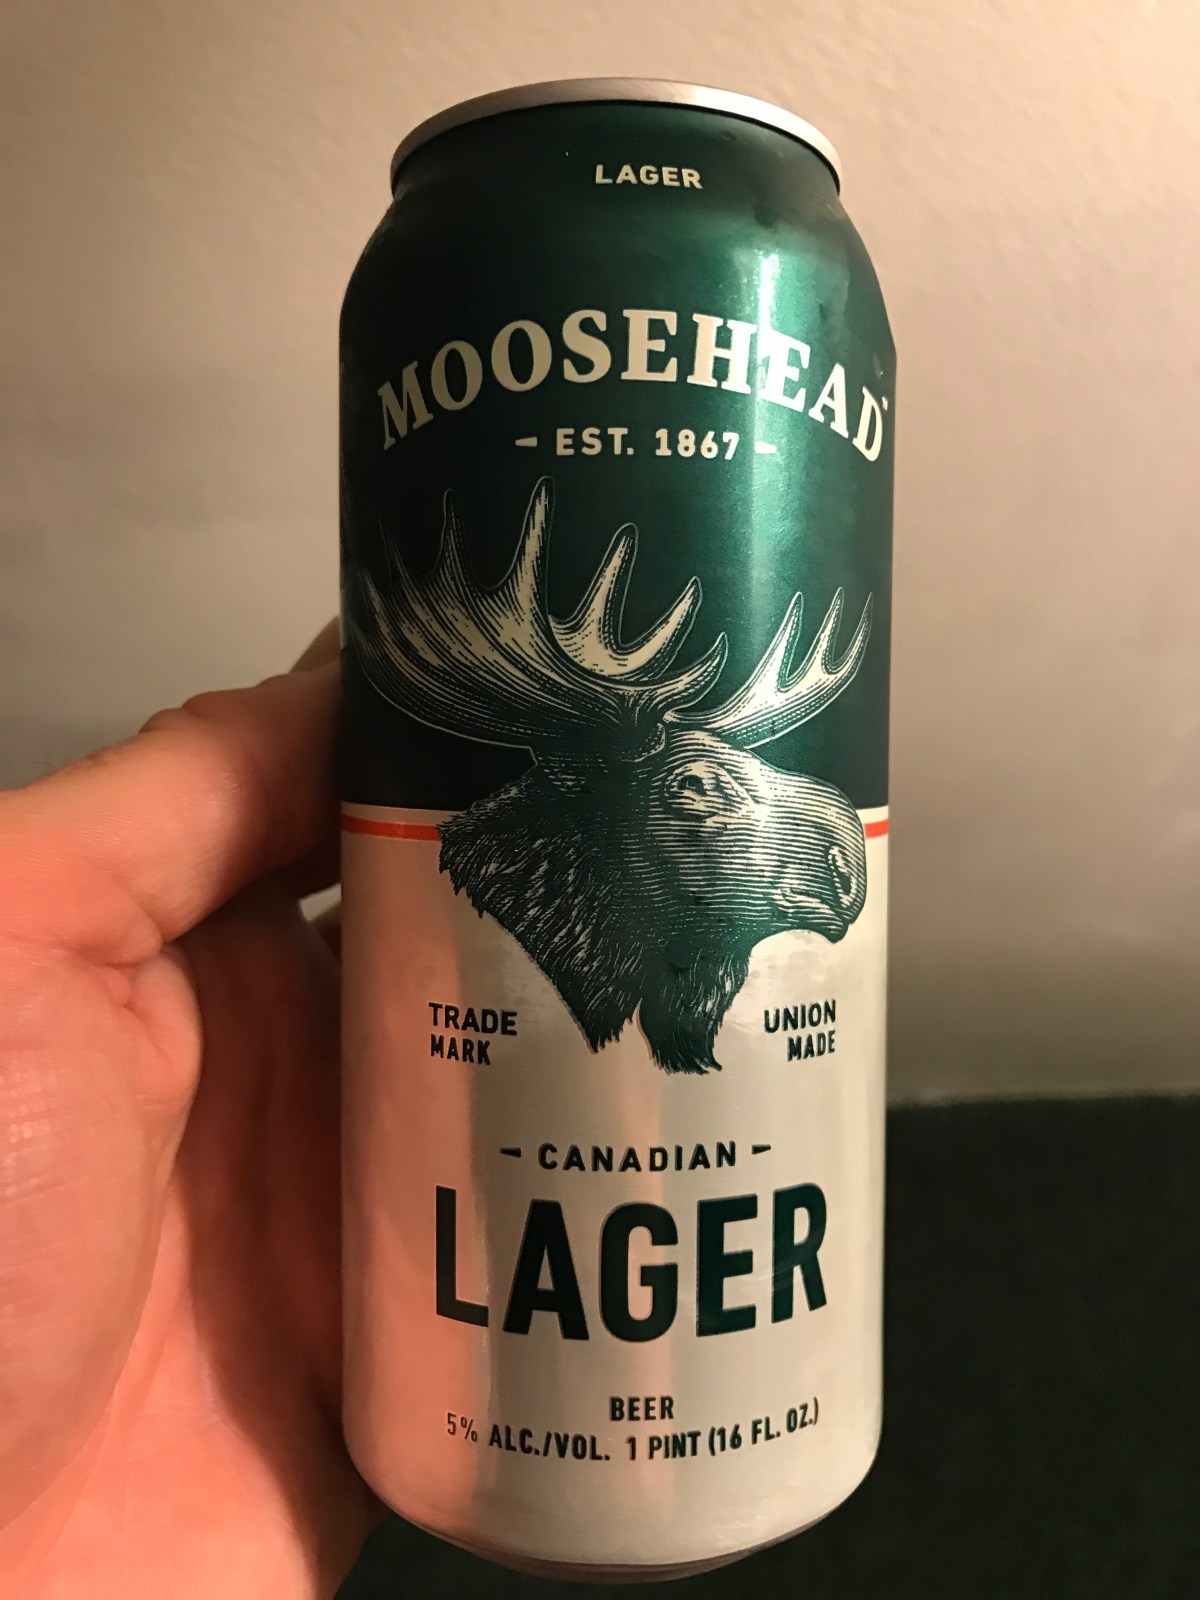 LAGER
MOOSEHEAD
- EST. 1867 -
TRADE
MARK
UNION
MADE
- CANADIAN -
LAGER
BEER
5% ALC./VOL. 1 PINT (16 FL. OZ.)